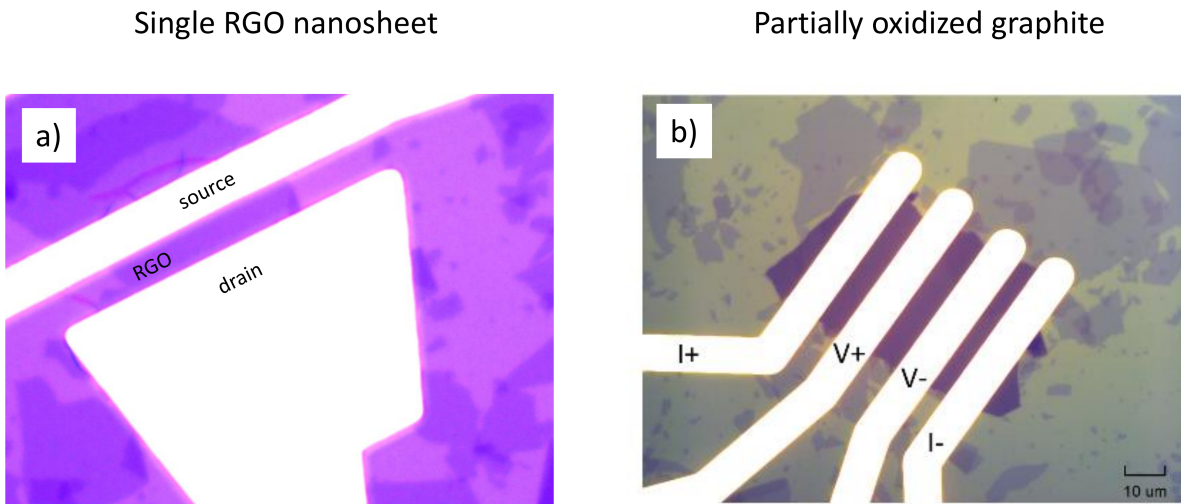 Single RGO nanosheet
Partially oxidized graphite
a)
source
RGO
drain
b)
I+
V+
V-
I-
10 um